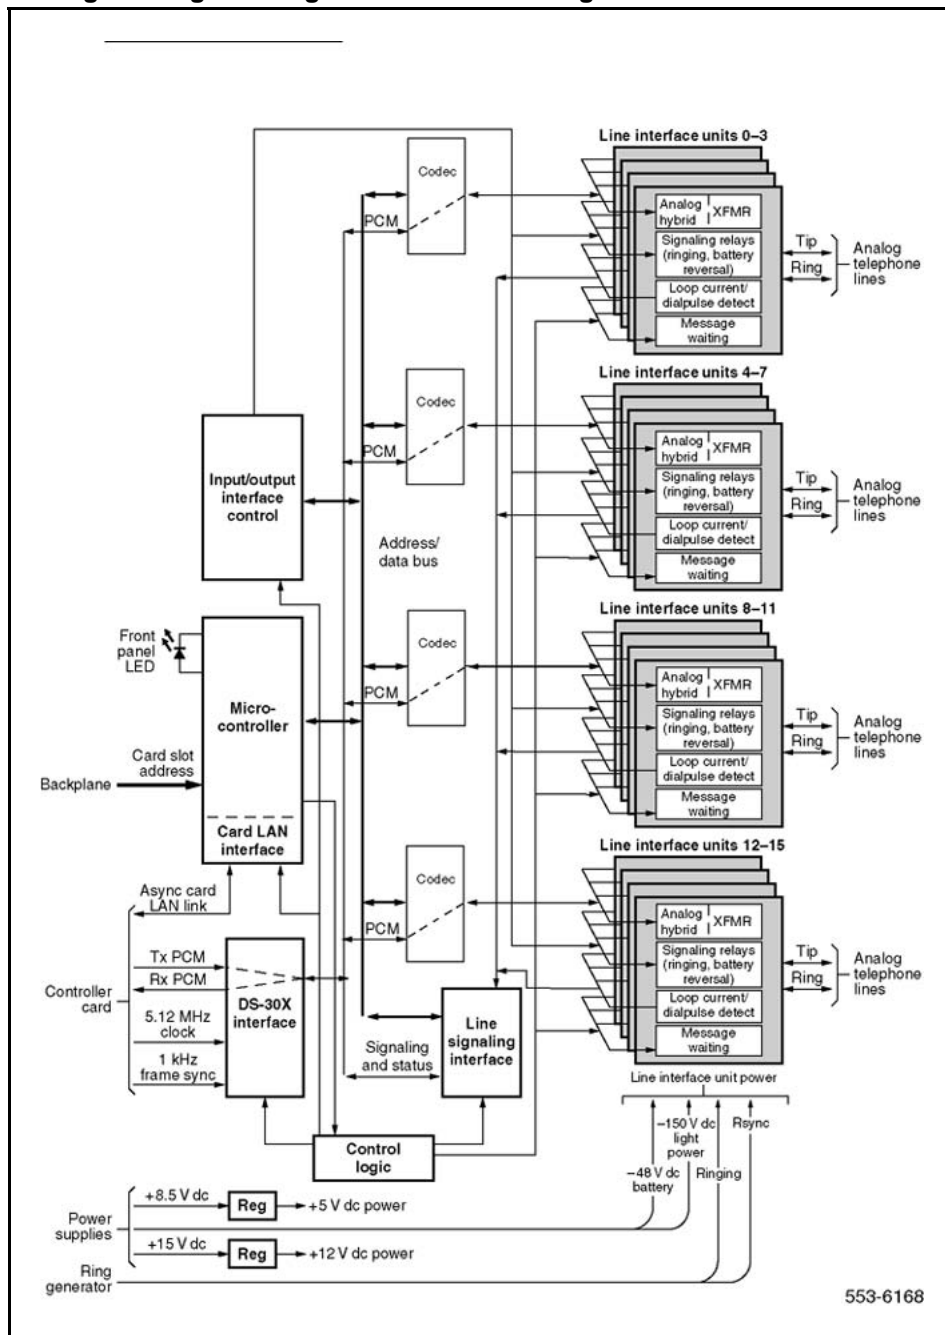 Line interface units 0–3
Codec
PCM
Analog
hybrid
XFMR
Signaling relays
(ringing, battery
reversal)
Loop current/
dialpulse detect
Message
waiting
Tip
Ring
Analog
telephone
lines
Line interface units 4–7
Codec
PCM
Analog
hybrid
XFMR
Signaling relays
(ringing, battery
reversal)
Loop current/
dialpulse detect
Message
waiting
Tip
Ring
Analog
telephone
lines
Input/output
interface
control
Address/
data bus
Line interface units 8–11
Codec
PCM
Analog
hybrid
XFMR
Signaling relays
(ringing, battery
reversal)
Loop current/
dialpulse detect
Message
waiting
Tip
Ring
Analog
telephone
lines
Front
panel
LED
Micro-
controller
Card slot
address
Backplane
Card LAN
interface
Line interface units 12–15
Codec
PCM
Analog
hybrid
XFMR
Signaling relays
(ringing, battery
reversal)
Loop current/
dialpulse detect
Message
waiting
Tip
Ring
Analog
telephone
lines
Async card
LAN link
Tx PCM
Rx PCM
Controller
card
5.12 MHz
clock
1 kHz
frame sync
DS-30X
interface
Signaling
and status
Line
signaling
interface
Control
logic
Line interface unit power
–150 V dc
light
power
Rsync
–48 V dc
battery
Ringing
+8.5 V dc
Reg
+5 V dc power
Power
supplies
+15 V dc
Reg
+12 V dc power
Ring
generator
553-6168